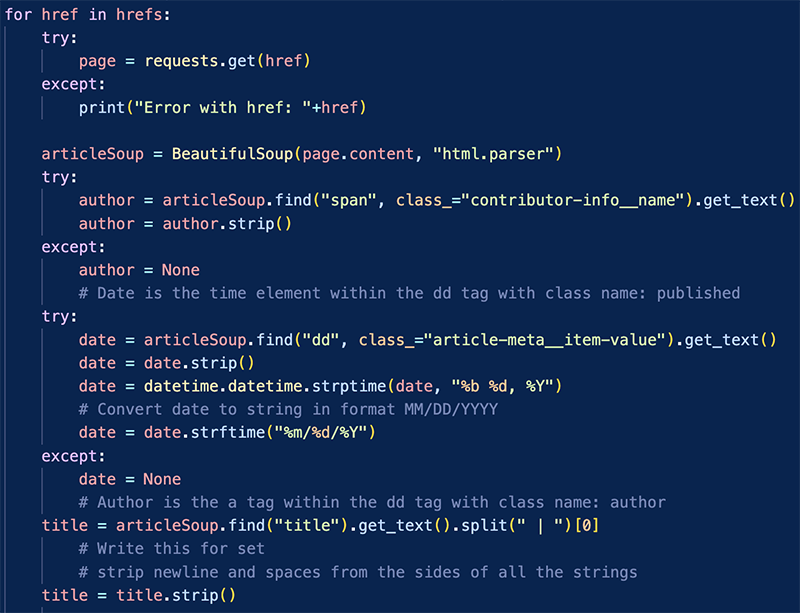 for href in hrefs:
    try:
        page = requests.get(href)
    except:
        print("Error with href: "+href)

    articleSoup = BeautifulSoup(page.content, "html.parser")
    try:
        author = articleSoup.find("span", class_="contributor-info__name").get_text()
        author = author.strip()
    except:
        author = None
        # Date is the time element within the dd tag with class name: published
    try:
        date = articleSoup.find("dd", class_="article-meta__item-value").get_text()
        date = date.strip()
        date = datetime.datetime.strptime(date, "%b %d, %Y")
        # Convert date to string in format MM/DD/YYYY
        date = date.strftime("%m/%d/%Y")
    except:
        date = None
        # Author is the a tag within the dd tag with class name: author
    title = articleSoup.find("title").get_text().split(" | ")[0]
        # Write this for set
        # strip newline and spaces from the sides of all the strings
    title = title.strip()